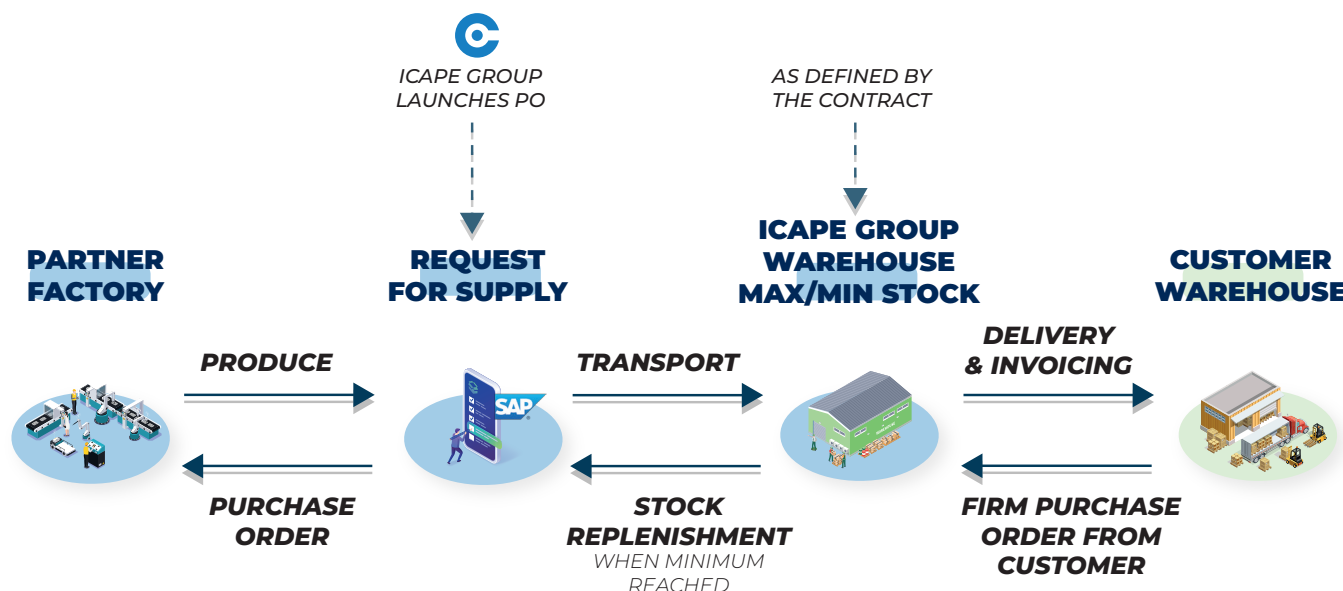 ICAPE GROUP
LAUNCHES PO
AS DEFINED BY
THE CONTRACT
PARTNER
FACTORY
REQUEST
FOR SUPPLY
ICAPE GROUP
WAREHOUSE
MAX/MIN STOCK
CUSTOMER
WAREHOUSE
PRODUCE
TRANSPORT
DELIVERY
& INVOICING
SAP
PURCHASE
ORDER
STOCK
REPLENISHMENT
WHEN MINIMUM
REACHED
FIRM PURCHASE
ORDER FROM
CUSTOMER